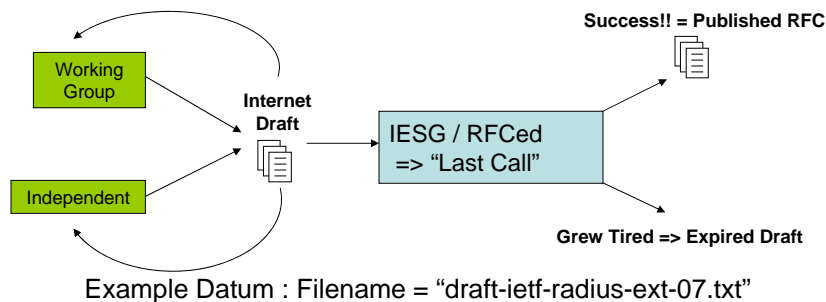 Success!! = Published RFC
Working
Group
Internet
Draft
IESG / RFCed
=> “Last Call”
Independent
Grew Tired => Expired Draft
Example Datum : Filename = “draft-ietf-radius-ext-07.txt”